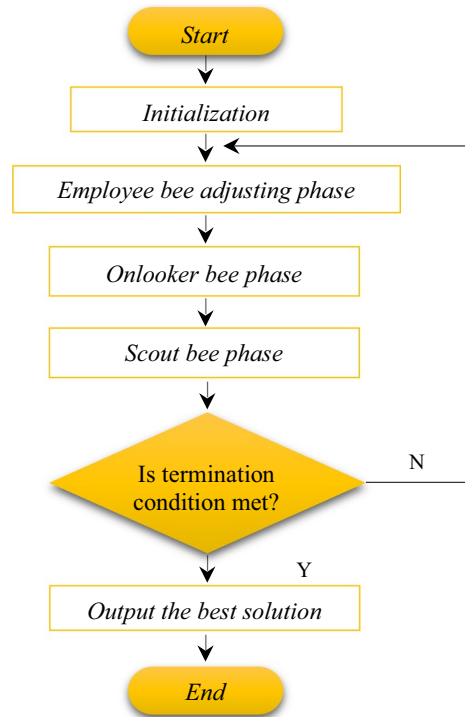 Start
Initialization
Employee bee adjusting phase
Onlooker bee phase
Scout bee phase
Is termination
condition met?
N
Y
Output the best solution
End